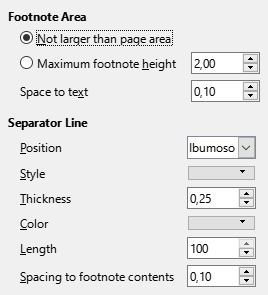 Footnote Area
Not larger than page area
Maximum footnote height 2,00
Space to text 0,10
Separator Line
Position Ibumoso
Style
Thickness 0,25
Color
Length 100
Spacing to footnote contents 0,10